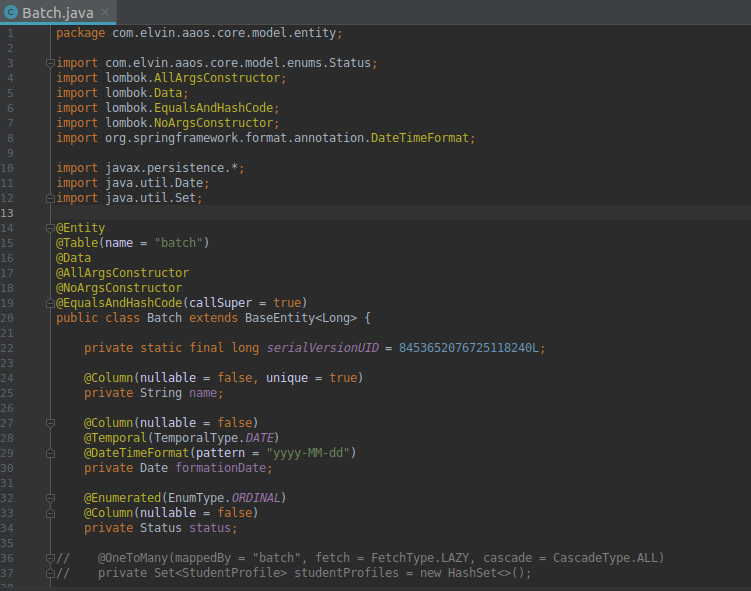 Batch.java
1 package com.elvin.aaos.core.model.entity;
2
3 import com.elvin.aaos.core.model.enums.Status;
4 import lombok.AllArgsConstructor;
5 import lombok.Data;
6 import lombok.EqualsAndHashCode;
7 import lombok.NoArgsConstructor;
8 import org.springframework.format.annotation.DateTimeFormat;
9
10 import javax.persistence.*;
11 import java.util.Date;
12 import java.util.Set;
13
14 @Entity
15 @Table(name = "batch")
16 @Data
17 @AllArgsConstructor
18 @NoArgsConstructor
19 @EqualsAndHashCode(callSuper = true)
20 public class Batch extends BaseEntity<Long> {
21
22     private static final long serialVersionUID = 8453652076725118240L;
23
24     @Column(nullable = false, unique = true)
25     private String name;
26
27     @Column(nullable = false)
28     @Temporal(TemporalType.DATE)
29     @DateTimeFormat(pattern = "yyyy-MM-dd")
30     private Date formationDate;
31
32     @Enumerated(EnumType.ORDINAL)
33     @Column(nullable = false)
34     private Status status;
35
36 //    @OneToMany(mappedBy = "batch", fetch = FetchType.LAZY, cascade = CascadeType.ALL)
37 //    private Set<StudentProfile> studentProfiles = new HashSet<>();